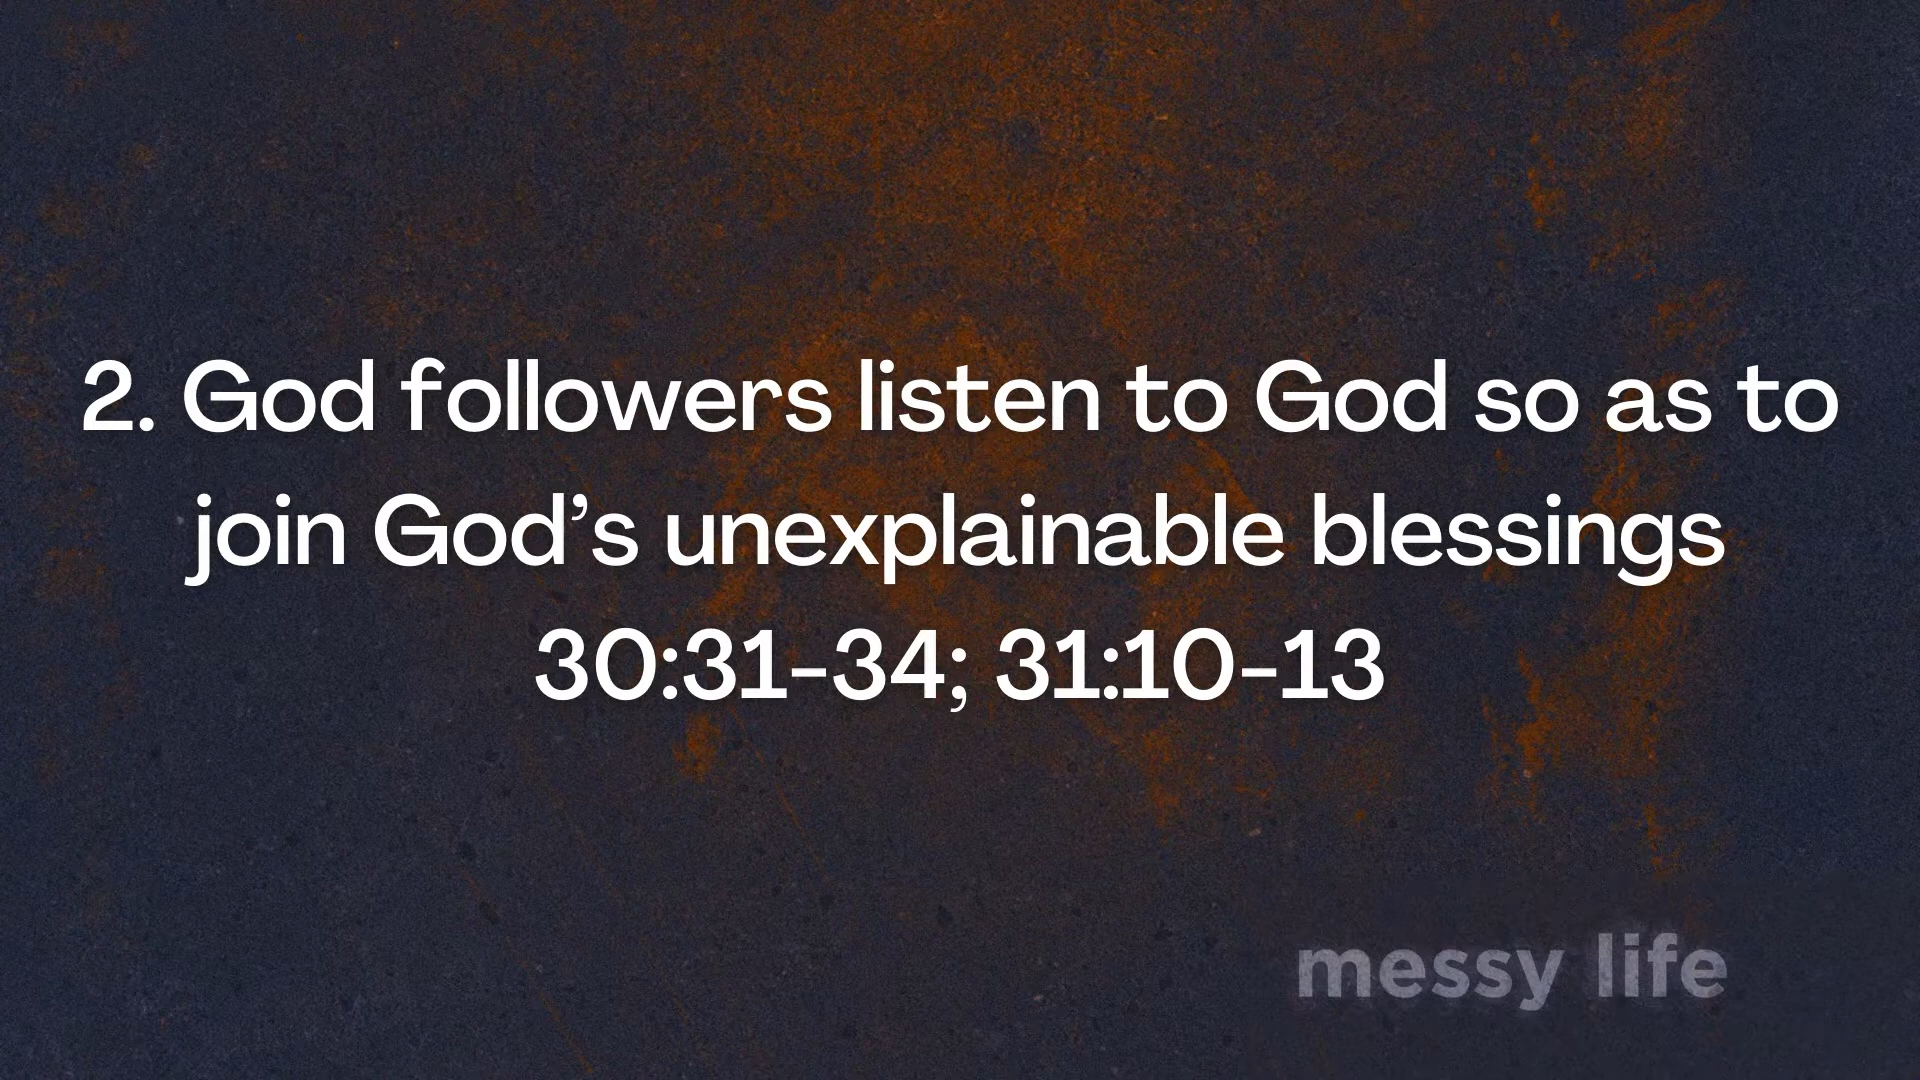 2. God followers listen to God so as to
join God’s unexplainable blessings
30:31-34; 31:10-13
messy life